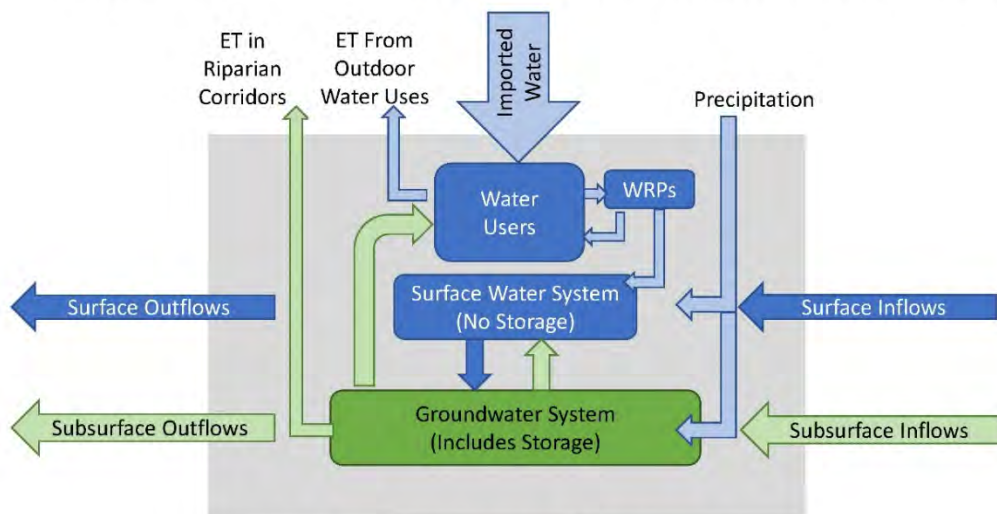 ET in
Riparian
Corridors
ET From
Outdoor
Water Uses
Imported
Water
Precipitation
Water
Users
WRPs
Surface Water System
(No Storage)
Surface Outflows
Surface Inflows
Groundwater System
(Includes Storage)
Subsurface Outflows
Subsurface Inflows